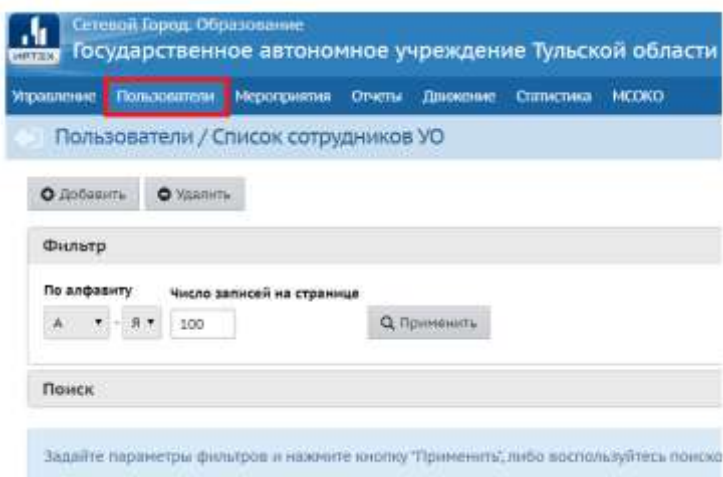 Сетевой Город. Образование
ИРТЕХ
Государственное автономное учреждение Тульской области
Управление Пользователи Мероприятия Отчеты Движение Статистика МСОКО
Пользователи / Список сотрудников УО
Добавить Удалить
Фильтр
По алфавиту Число записей на странице
А - Я 100 Применить
Поиск
Задайте параметры фильтров и нажмите кнопку "Применить", либо воспользуйтесь поиско